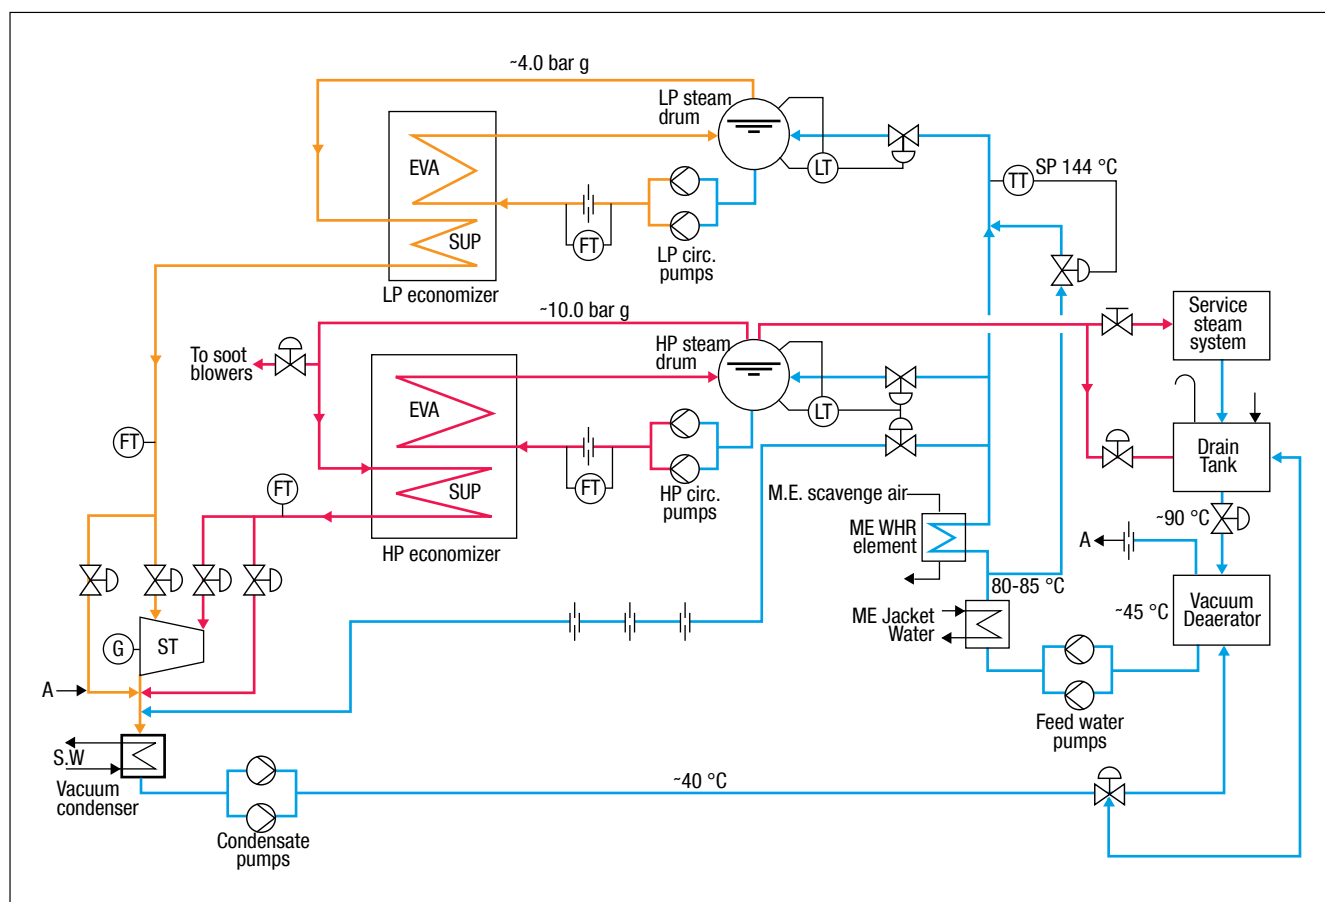 ~4.0 bar g
LP steam
drum
EVA
SUP
LT
FT
LP circ.
pumps
LP economizer
TT
SP 144 °C
~10.0 bar g
To soot
blowers
HP steam
drum
EVA
SUP
LT
FT
HP circ.
pumps
HP economizer
FT
FT
Service
steam
system
Drain
Tank
~90 °C
A
M.E. scavenge air
ME WHR
element
80-85 °C
ME Jacket
Water
~45 °C
Vacuum
Deaerator
Feed water
pumps
G
ST
A
S.W
Vacuum
condenser
Condensate
pumps
~40 °C